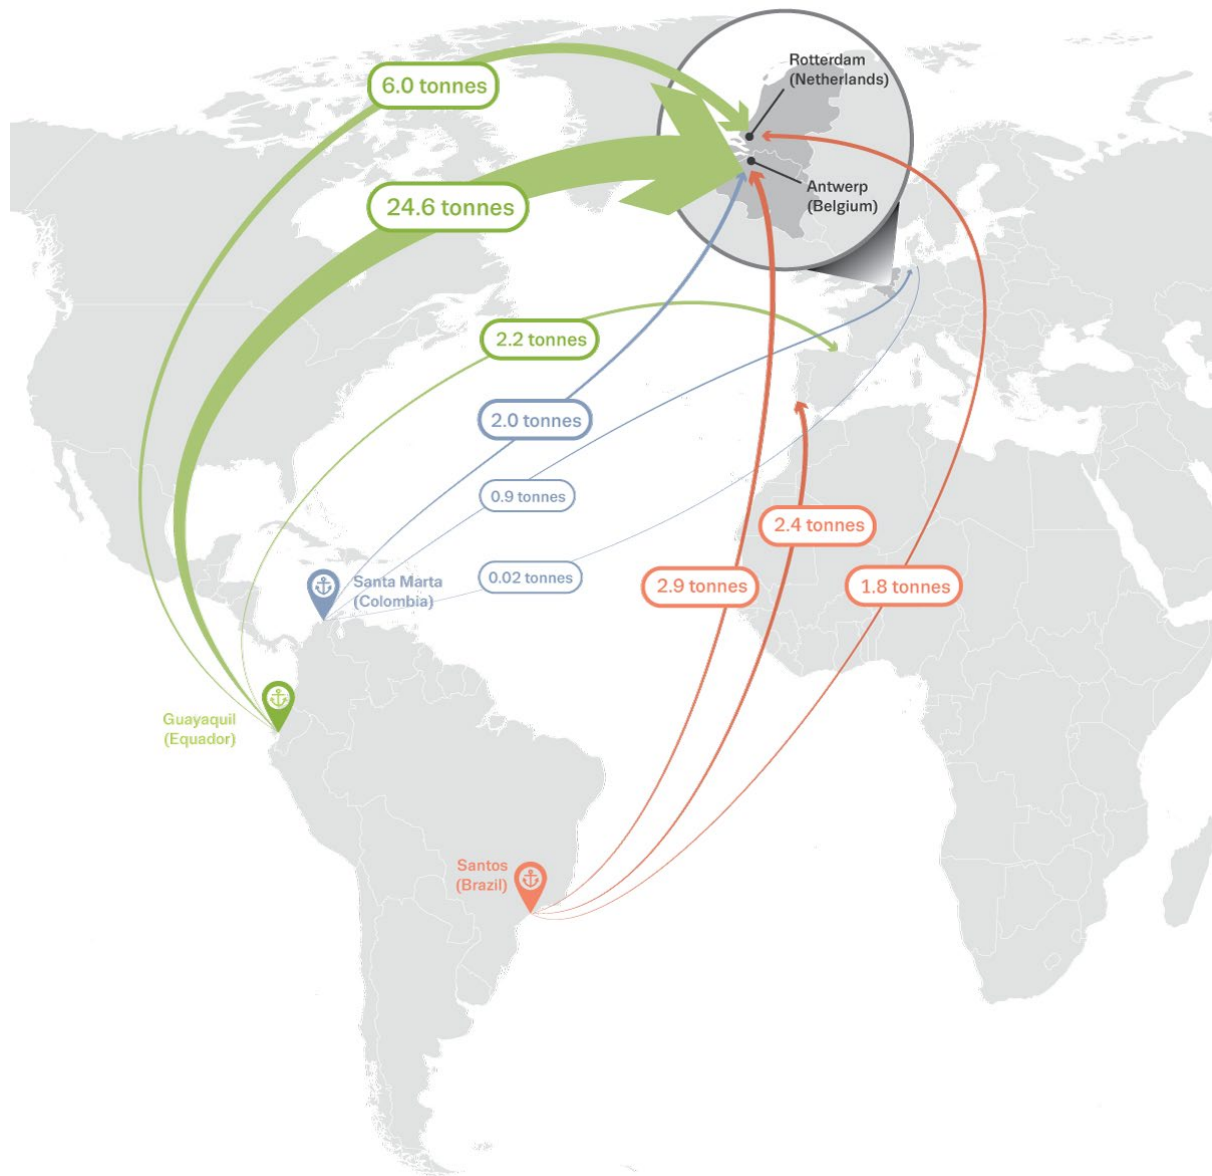 Rotterdam
(Netherlands)
6.0 tonnes
Antwerp
(Belgium)
24.6 tonnes
2.2 tonnes
2.0 tonnes
0.9 tonnes
2.4 tonnes
0.02 tonnes
2.9 tonnes
1.8 tonnes
Santa Marta
(Colombia)
Guayaquil
(Equador)
Santos
(Brazil)